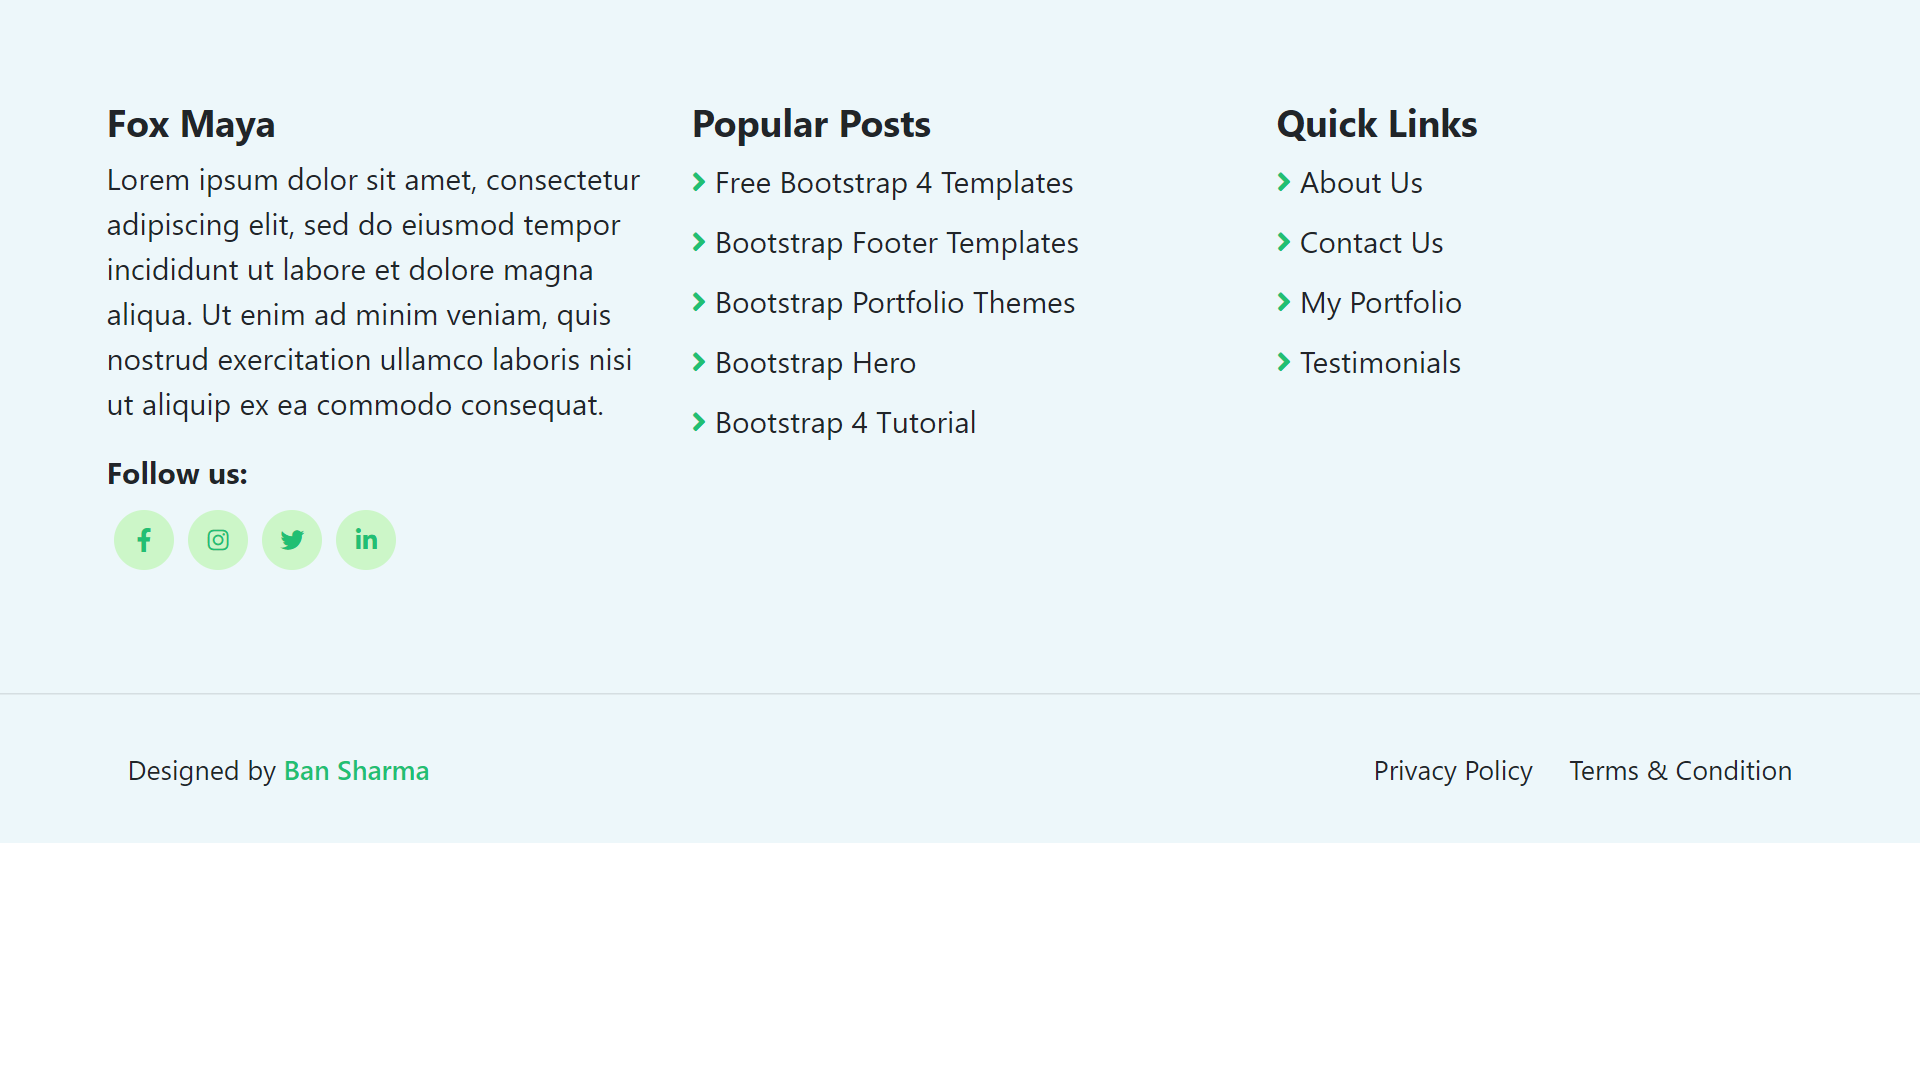 Fox Maya
Lorem ipsum dolor sit amet, consectetur
adipiscing elit, sed do eiusmod tempor
incididunt ut labore et dolore magna
aliqua. Ut enim ad minim veniam, quis
nostrud exercitation ullamco laboris nisi
ut aliquip ex ea commodo consequat.
Follow us:
Popular Posts
Free Bootstrap 4 Templates
Bootstrap Footer Templates
Bootstrap Portfolio Themes
Bootstrap Hero
Bootstrap 4 Tutorial
Quick Links
About Us
Contact Us
My Portfolio
Testimonials
Designed by Ban Sharma
Privacy Policy
Terms & Condition